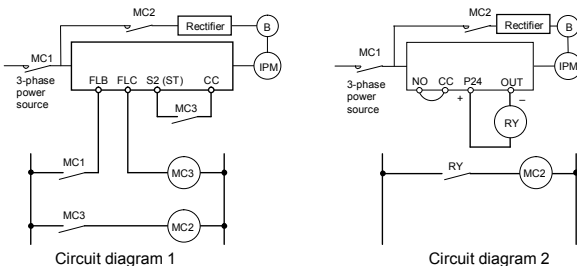 MC2
Rectifier
B
MC1
3-phase
power
source
IPM
FLB FLC S2 (ST) CC
MC3
MC1
MC3
MC3
MC2
Circuit diagram 1
MC2
Rectifier
B
MC1
3-phase
power
source
IPM
NO CC P24 OUT
+ –
RY
RY
MC2
Circuit diagram 2